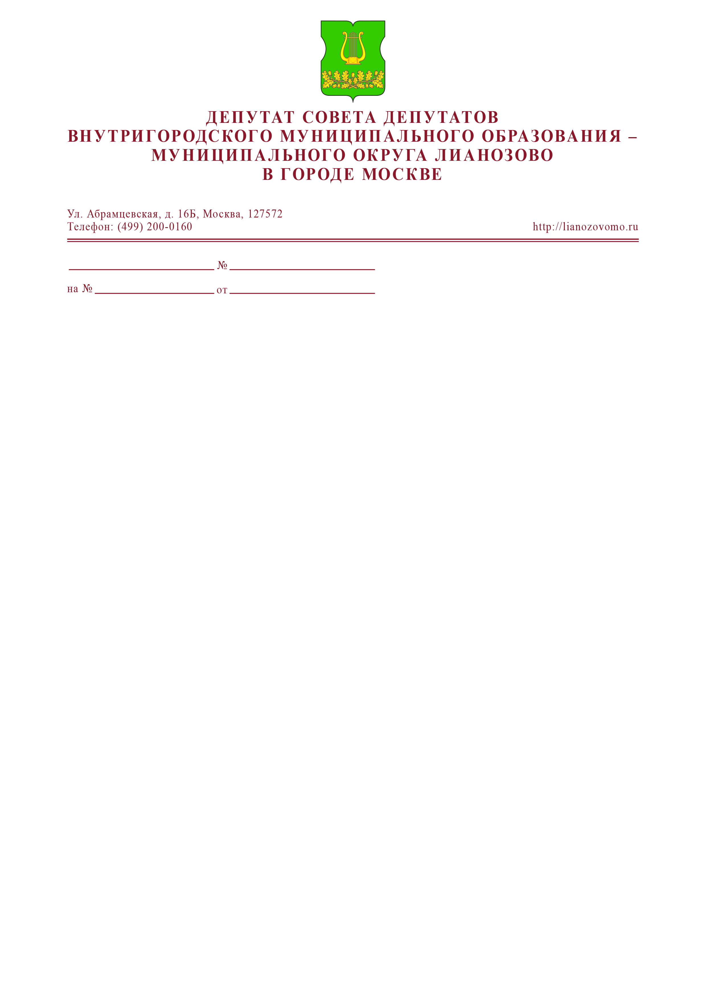 ДЕПУТАТ СОВЕТА ДЕПУТАТОВ
ВНУТРИГОРОДСКОГО МУНИЦИПАЛЬНОГО ОБРАЗОВАНИЯ –
МУНИЦИПАЛЬНОГО ОКРУГА ЛИАНОЗОВО
В ГОРОДЕ МОСКВЕ
Ул. Абрамцевская, д. 16Б, Москва, 127572
Телефон: (499) 200-0160 http://lianozovomo.ru
№
на № от